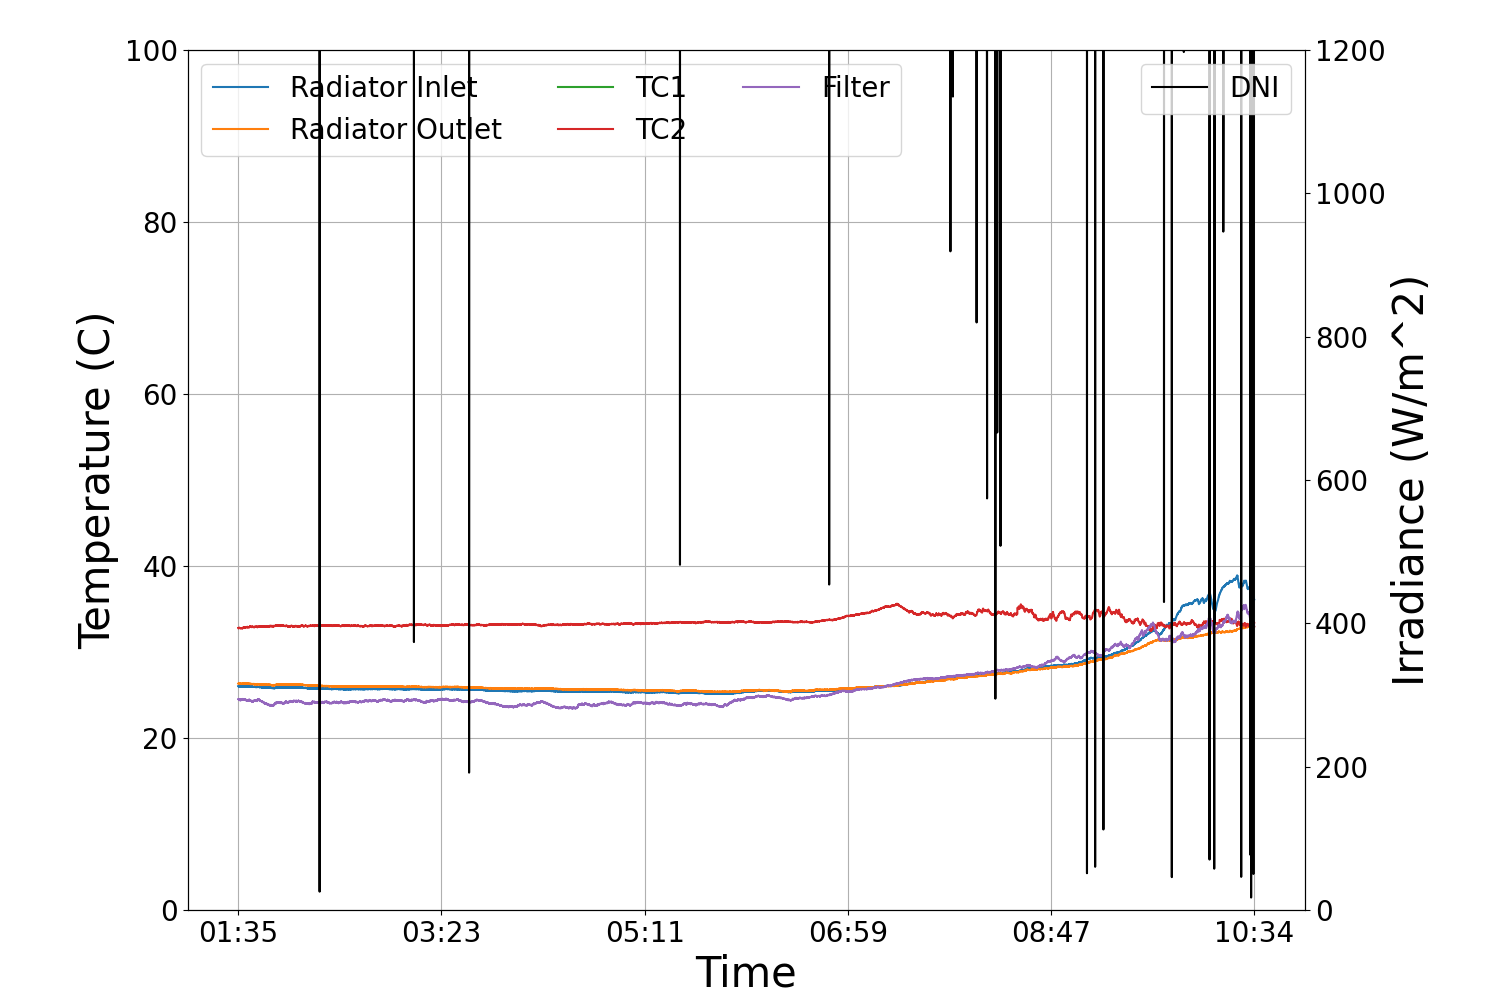 Radiator Inlet
Radiator Outlet
TC1
TC2
Filter
DNI
Temperature (C)
100
80
60
40
20
0
Irradiance (W/m^2)
1200
1000
800
600
400
200
0
01:35 03:23 05:11 06:59 08:47 10:34
Time